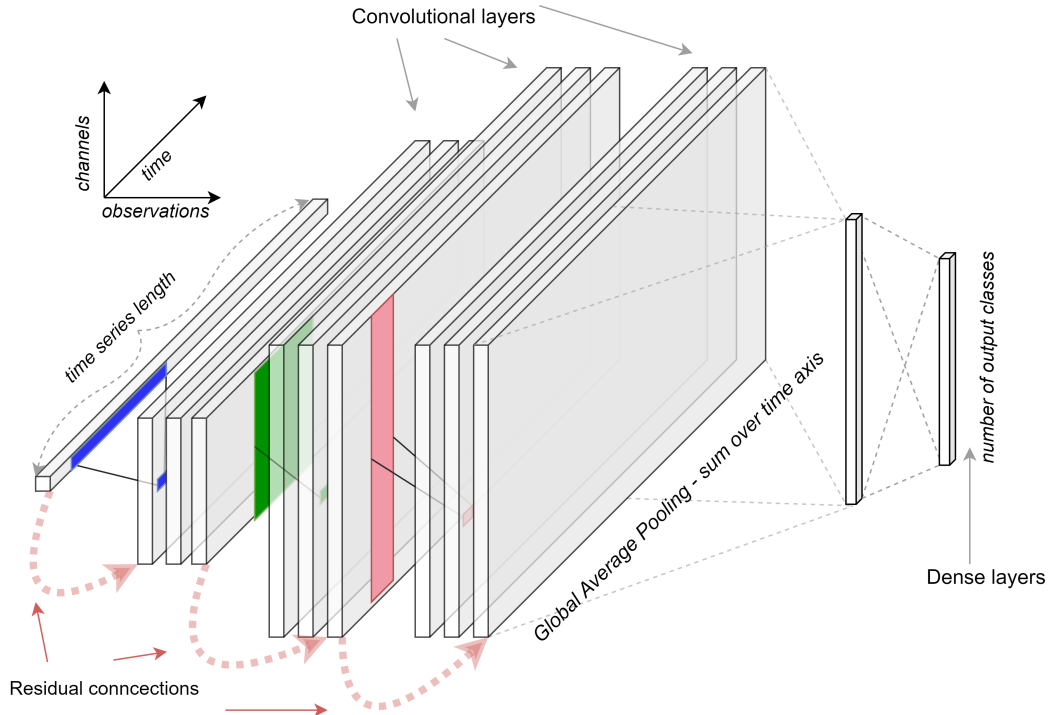 Convolutional layers
channels
time
observations
time series length
Global Average Pooling - sum over time axis
number of output classes
Dense layers
Residual conncections